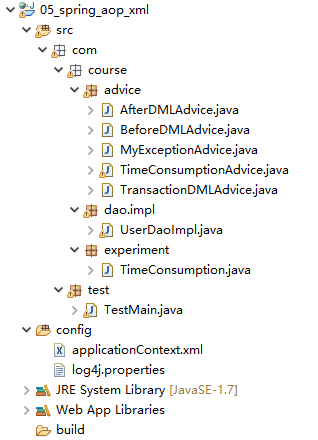 05_spring_aop_xml
src
com
course
advice
AfterDMLAdvice.java
BeforeDMLAdvice.java
MyExceptionAdvice.java
TimeConsumptionAdvice.java
TransactionDMLAdvice.java
dao.impl
UserDaoImpl.java
experiment
TimeConsumption.java
test
TestMain.java
config
applicationContext.xml
log4j.properties
JRE System Library [JavaSE-1.7]
Web App Libraries
build